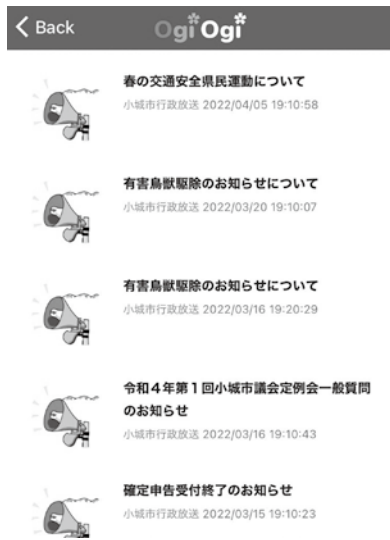 Back
OgiOgi
春の交通安全県民運動について
小城市行政放送 2022/04/05 19:10:58
有害鳥獣駆除のお知らせについて
小城市行政放送 2022/03/20 19:10:07
有害鳥獣駆除のお知らせについて
小城市行政放送 2022/03/16 19:20:29
令和4年第1回小城市議会定例会一般質問
のお知らせ
小城市行政放送 2022/03/16 19:10:43
確定申告受付終了のお知らせ
小城市行政放送 2022/03/15 19:10:23